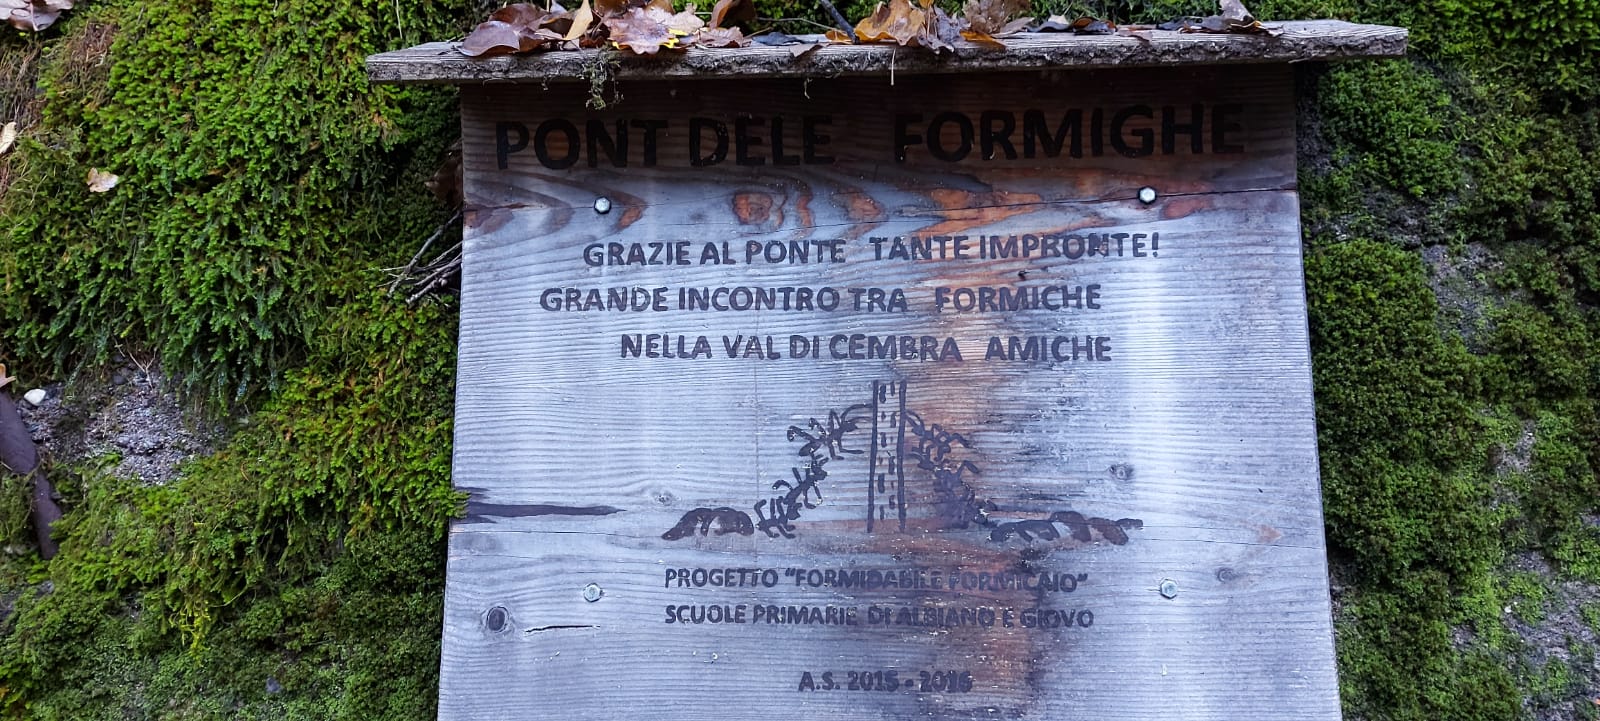 PONT DELE FORMIGHE
GRAZIE AL PONTE TANTE IMPRONTE!
GRANDE INCONTRO TRA FORMICHE
NELLA VAL DI CEMBRA AMICHE
PROGETTO "FORMIDABILE FORMICAIO"
SCUOLE PRIMARIE DI ALBIANO E GIOVO
A.S. 2015 - 2016